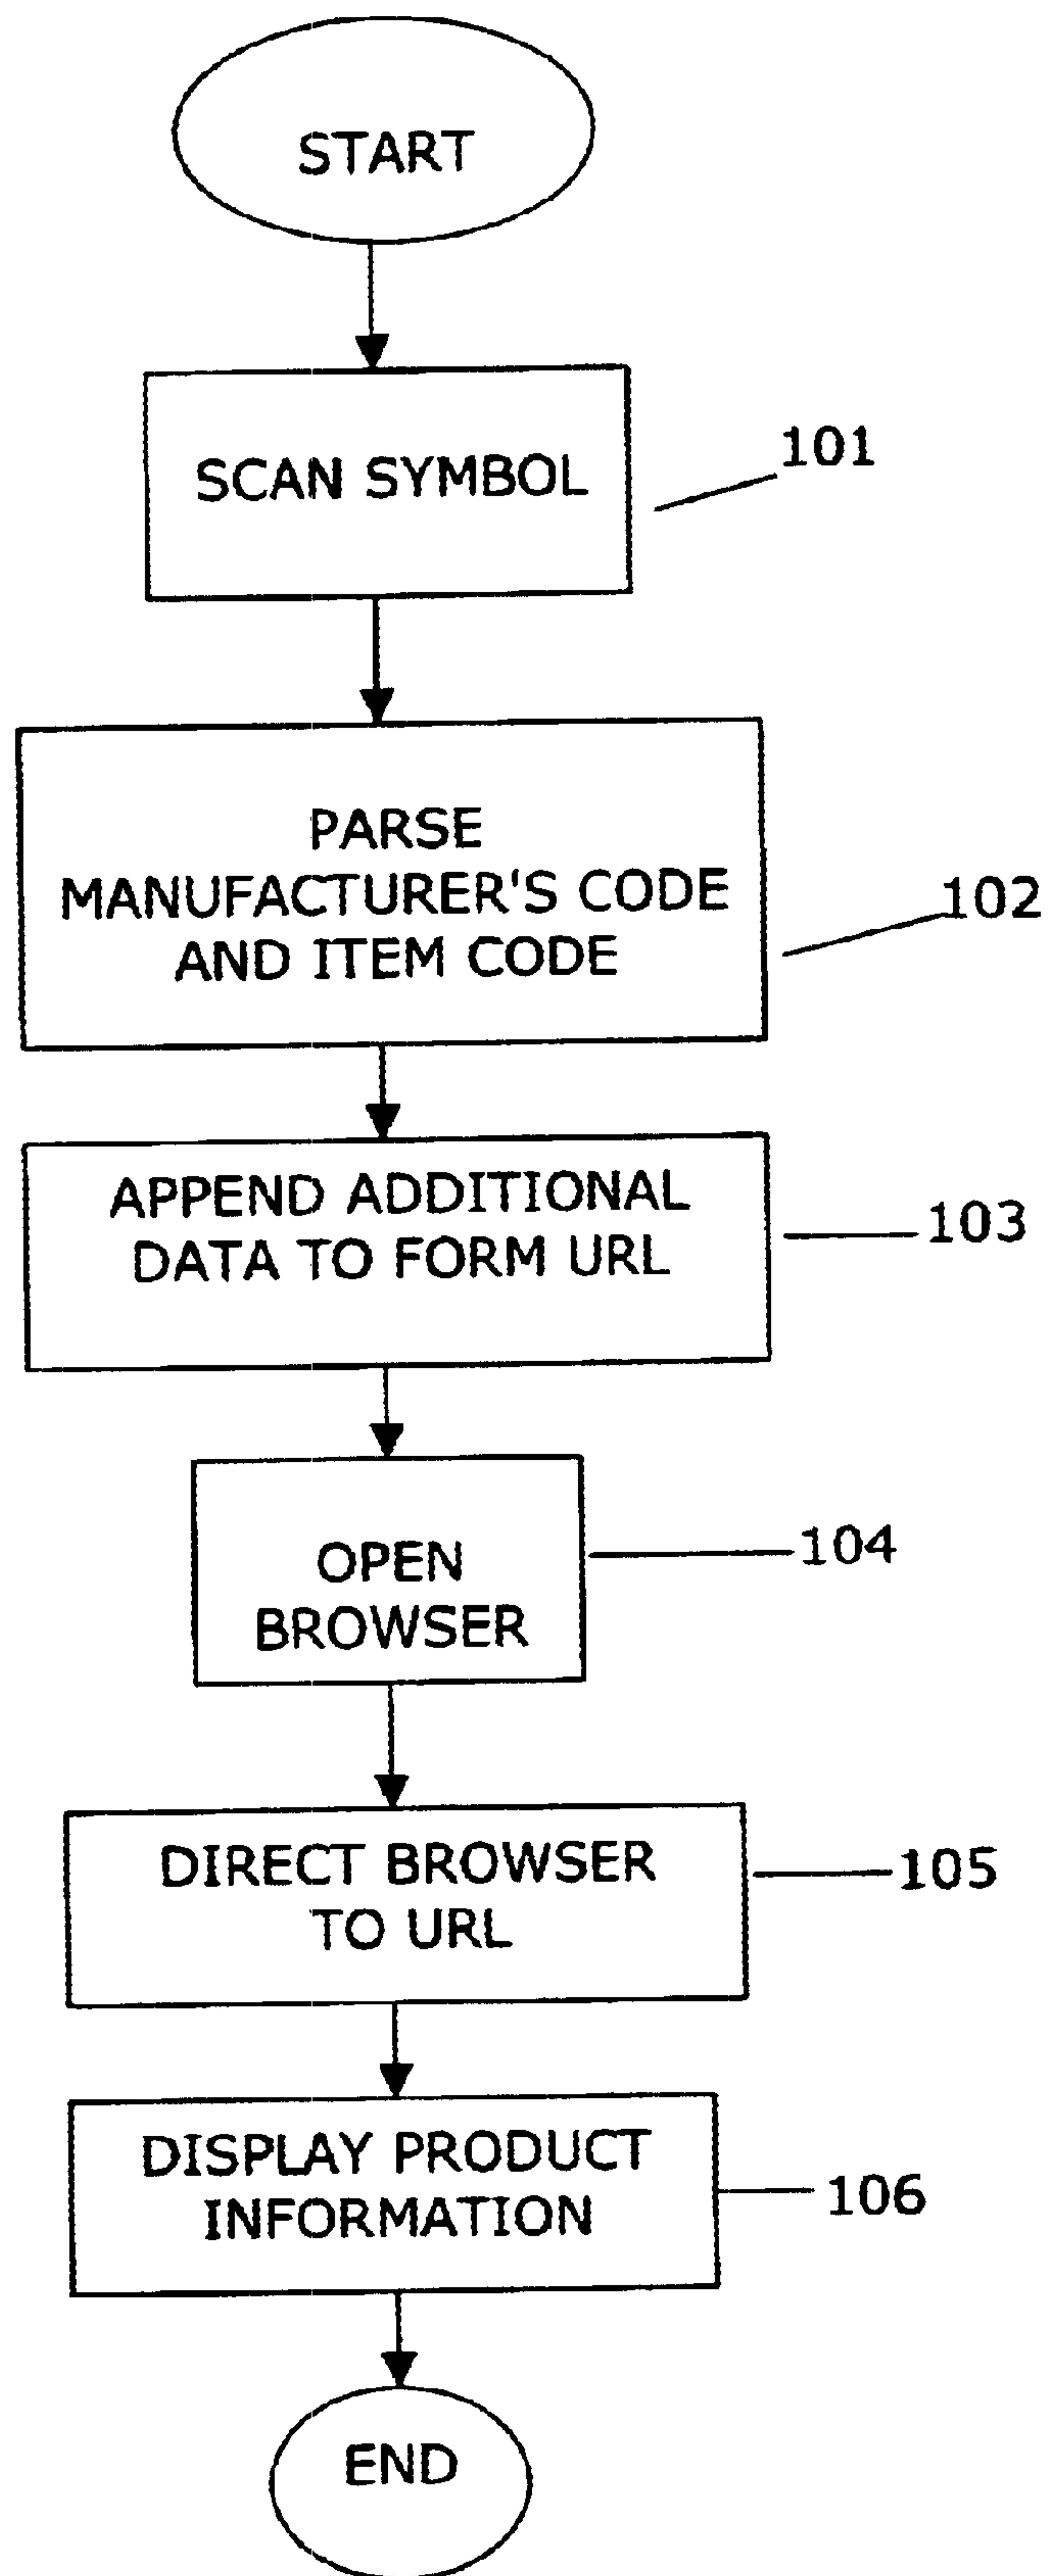 START
SCAN SYMBOL
101
PARSE
MANUFACTURER'S CODE
AND ITEM CODE
102
APPEND ADDITIONAL
DATA TO FORM URL
103
OPEN
BROWSER
104
DIRECT BROWSER
TO URL
105
DISPLAY PRODUCT
INFORMATION
106
END